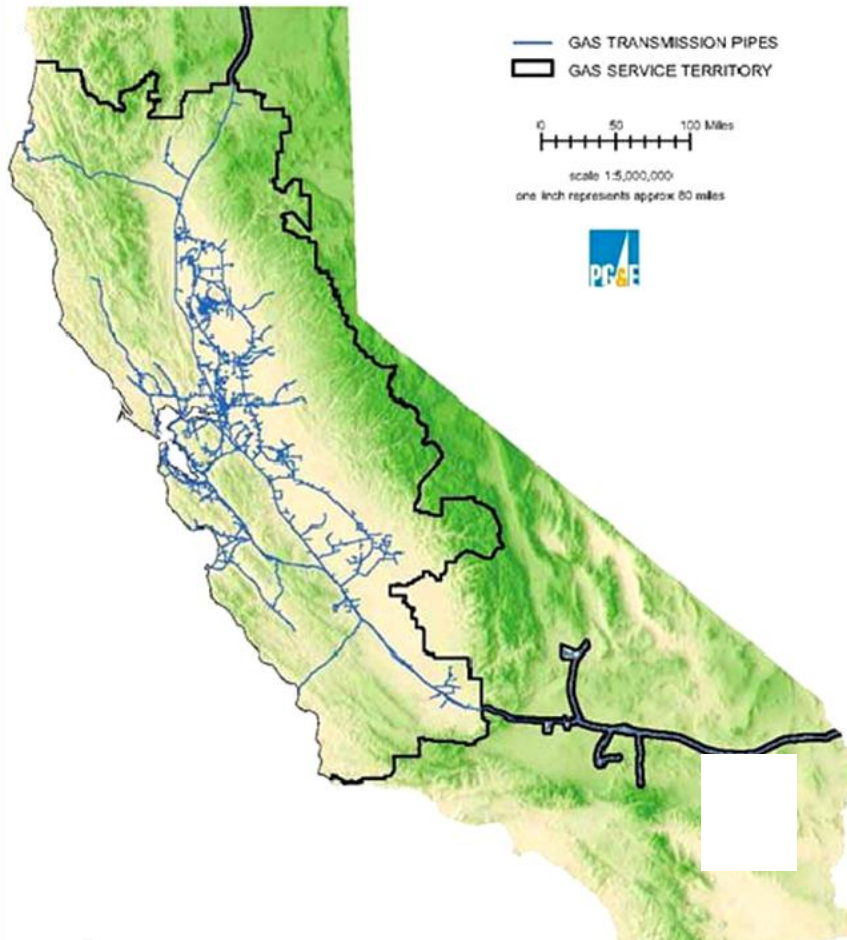 GAS TRANSMISSION PIPES
GAS SERVICE TERRITORY
0 50 100 Miles
scale 1:5,000,000
one inch represents approx 80 miles
PG&E